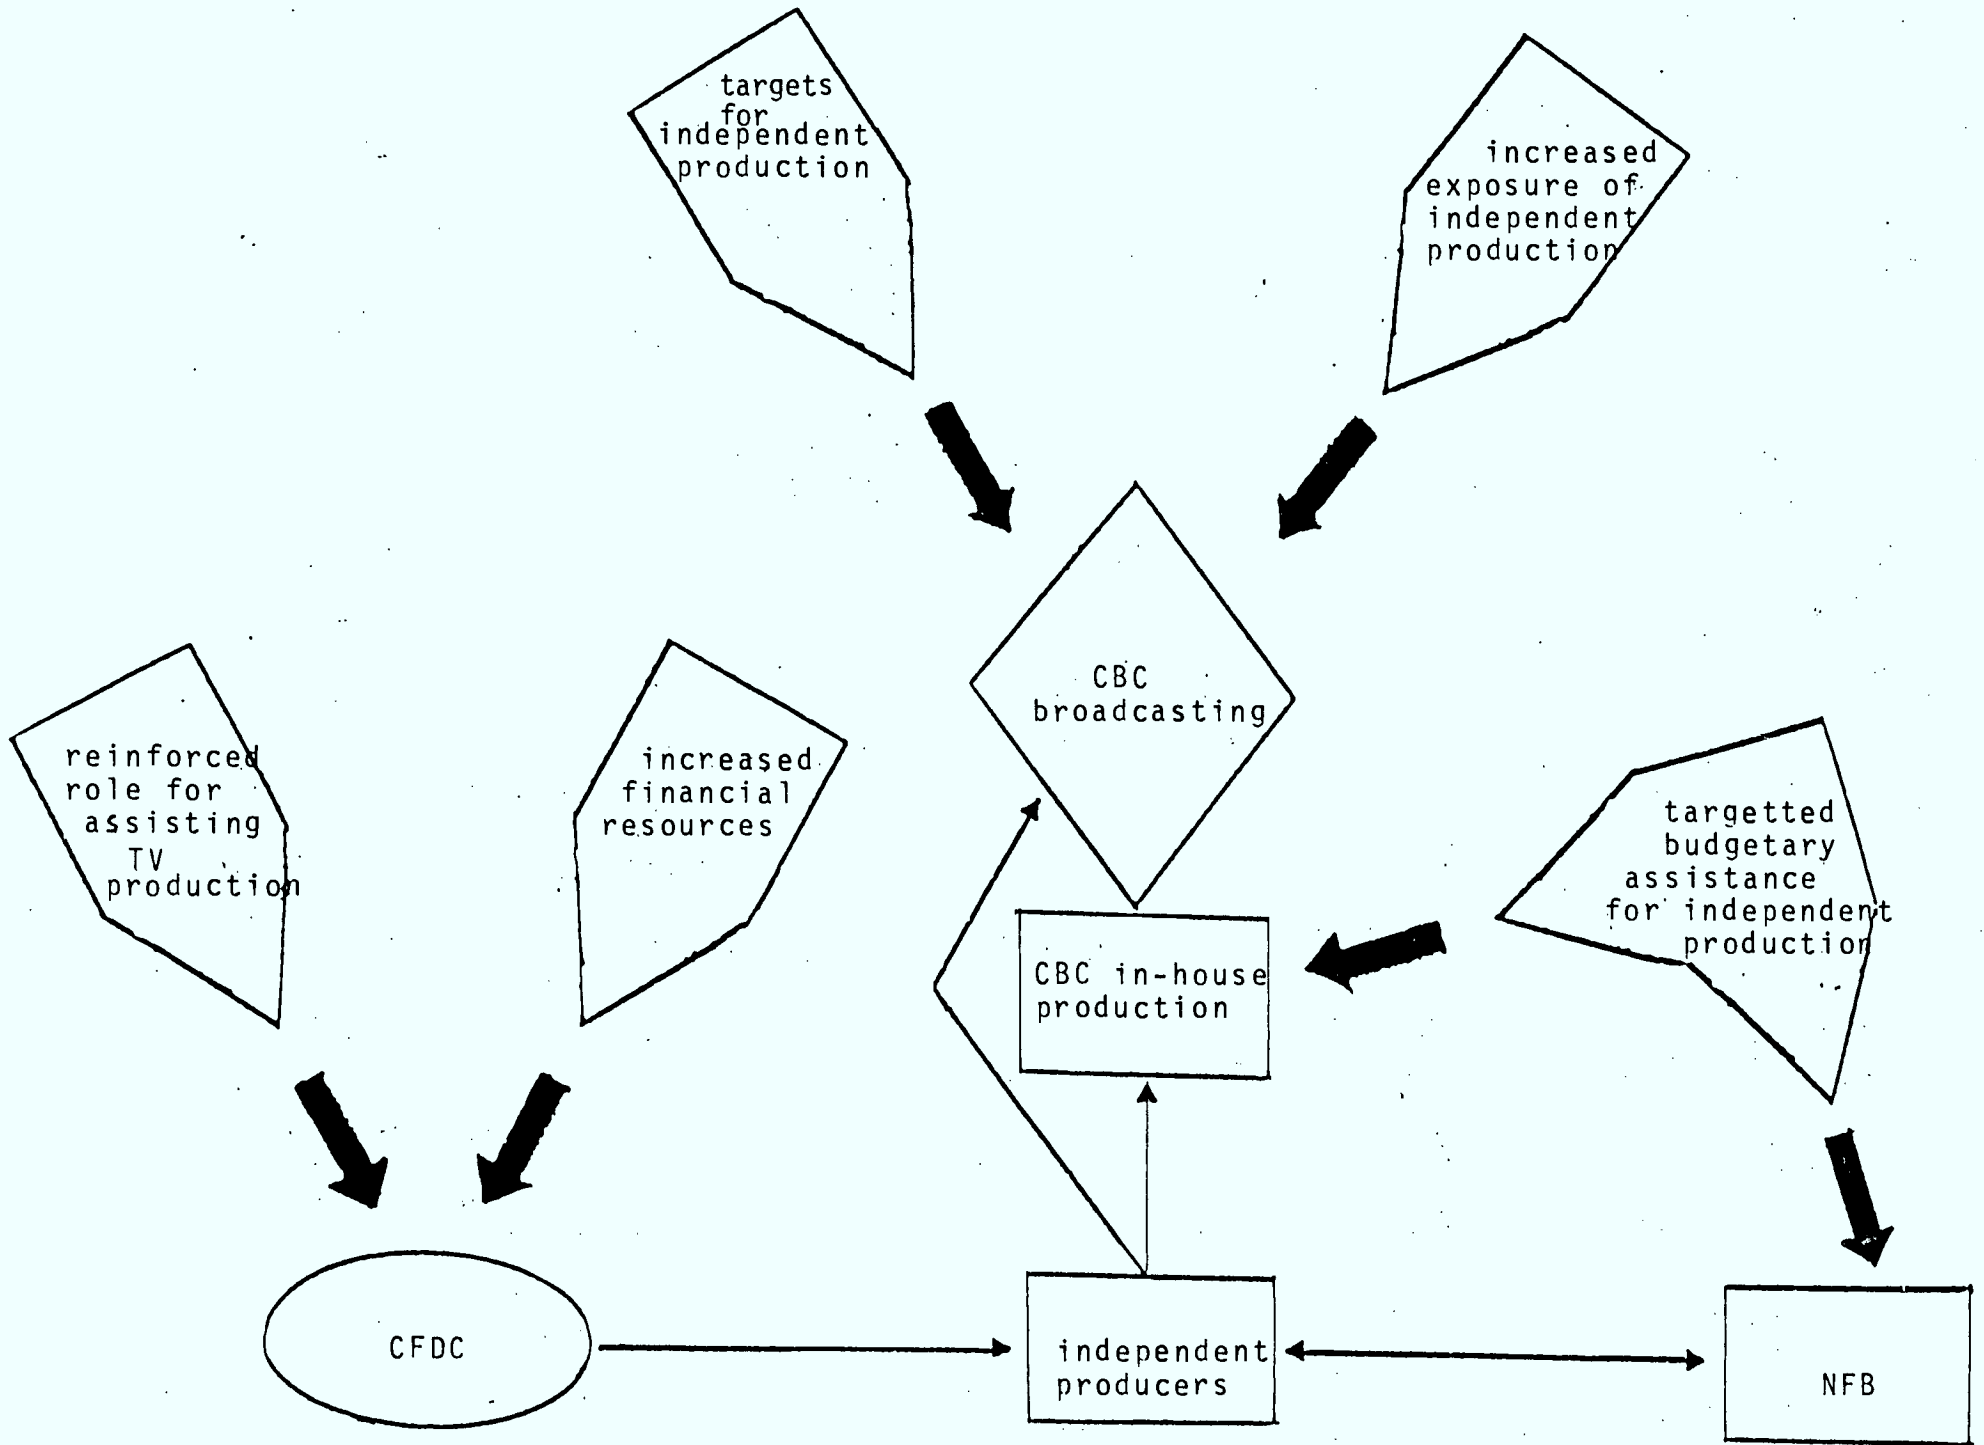 targets
for
independent
production
increased
exposure of
independent
production
CBC
broadcasting
reinforced
role for
assisting
TV
production
increased
financial
resources
targetted
budgetary
assistance
for independent
production
CBC in-house
production
CFDC
independent
producers
NFB